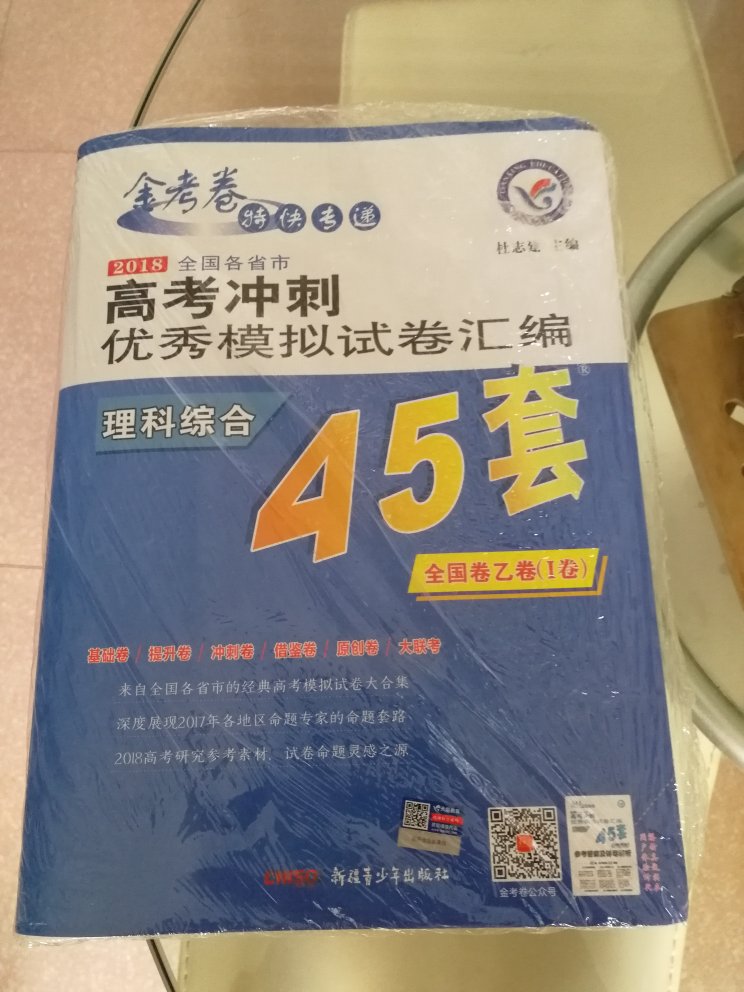 金考卷
特快专递
TIANXING EDUCATION
杜志建 主编
2018 全国各省市
高考冲刺
优秀模拟试卷汇编
理科综合
45套®
全国卷乙卷(I卷)
基础卷 / 提升卷 / 冲刺卷 / 借鉴卷 / 原创卷 / 大联考
来自全国各省市的经典高考模拟试卷大合集
深度展现2017年各地区命题专家的命题套路
2018高考研究参考素材，试卷命题灵感之源
新疆青少年出版社
金考卷公众号
45套